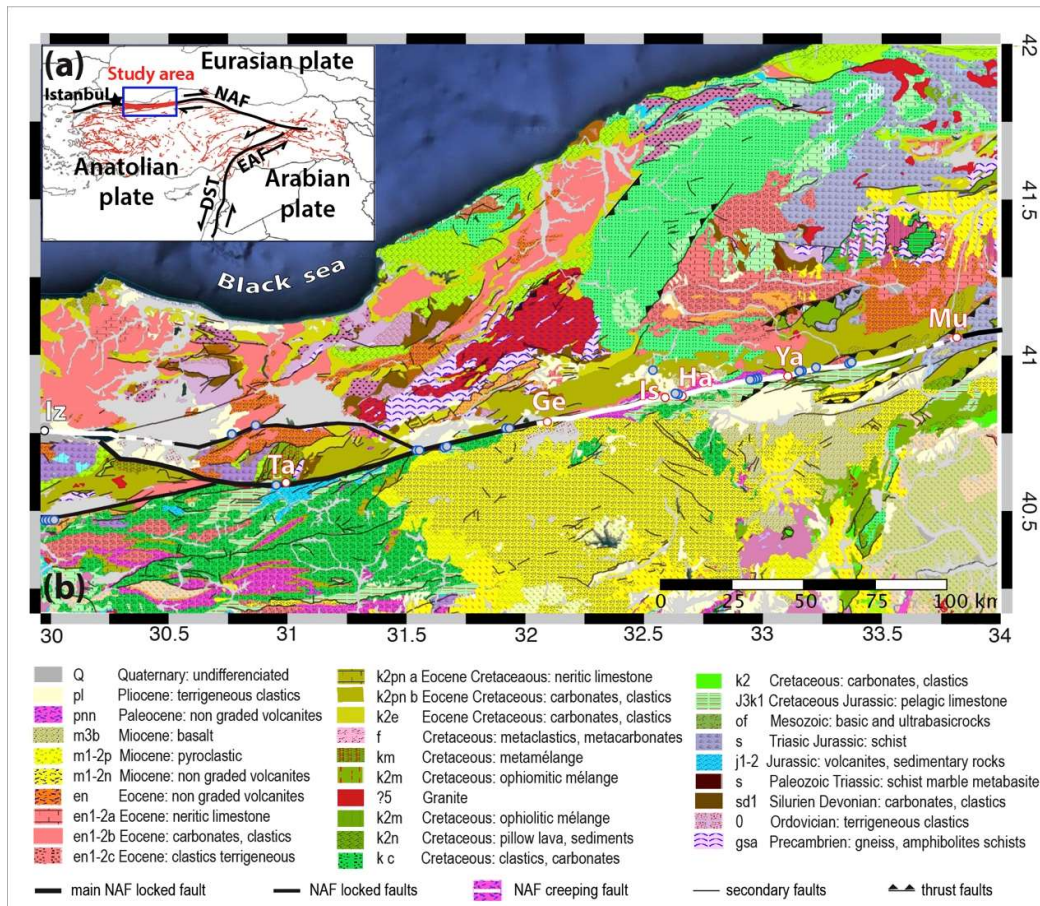 (a)
Eurasian plate
Study area
Istanbul
NAF
Anatolian
plate
EAF
DST
Arabian
plate
Black sea
Iz
Ta
Ge
Is
Ha
Ya
Mu
(b)
42
41.5
41
40.5
0 25 50 100 km
30 30.5 31 31.5 32 32.5 33 33.5 34
Q Quaternary: undifferenciated
pl Pliocene: terrigeneous clastics
pnn Paleocene: non graded volcanites
m3b Miocene: basalt
m1-2p Miocene: pyroclastic
m1-2n Miocene: non graded volcanites
en Eocene: non graded volcanites
en1-2a Eocene: neritic limestone
en1-2b Eocene: carbonates, clastics
en1-2c Eocene: clastics terrigeneous
k2pn a Eocene Cretaceaous: neritic limestone
k2pn b Eocene Cretaceous: carbonates, clastics
k2e Eocene Cretaceous: carbonates, clastics
f Cretaceous: metaclastics, metacarbonates
km Cretaceous: metamélange
k2m Cretaceous: ophiomitic mélange
?5 Granite
k2m Cretaceous: ophiolitic mélange
k2n Cretaceous: pillow lava, sediments
k c Cretaceous: clastics, carbonates
k2 Cretaceous: carbonates, clastics
J3k1 Cretaceous Jurassic: pelagic limestone
of Mesozoic: basic and ultrabasicrocks
s Triasic Jurassic: schist
j1-2 Jurassic: volcanites, sedimentary rocks
s Paleozoic Triassic: schist marble metabasite
sd1 Silurien Devonian: carbonates, clastics
0 Ordovician: terrigeneous clastics
gsa Precambrien: gneiss, amphibolites schists
main NAF locked fault
NAF locked faults
NAF creeping fault
secondary faults
thrust faults